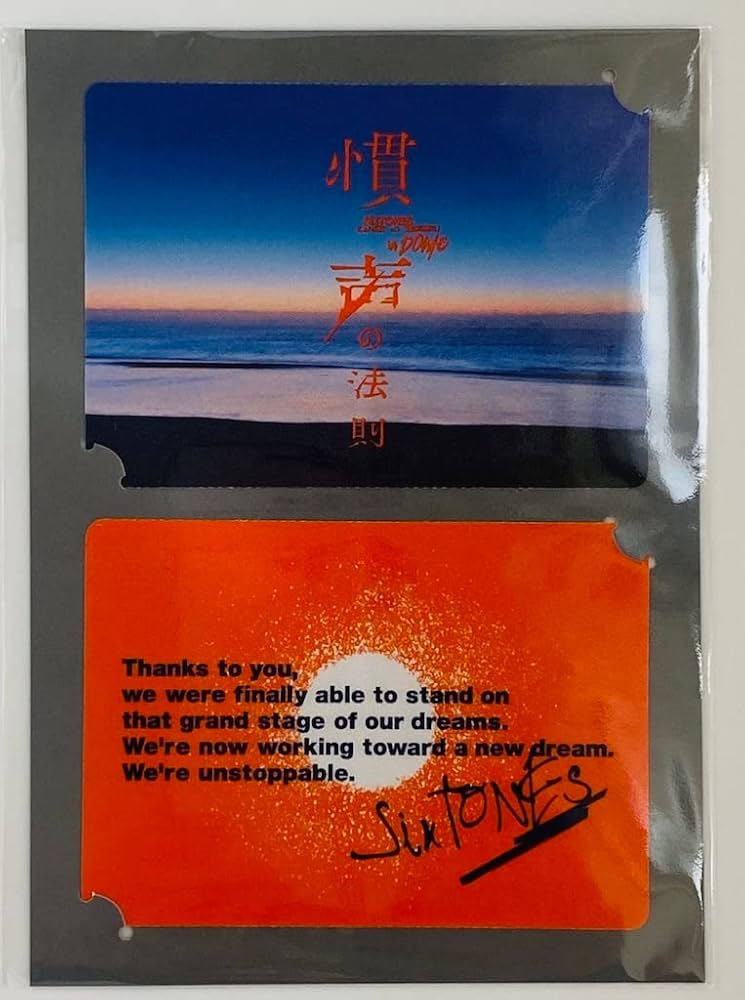 慣
SixTONES
in DOME
声
の
法
則
Thanks to you,
we were finally able to stand on
that grand stage of our dreams.
We're now working toward a new dream.
We're unstoppable.
SixTONES